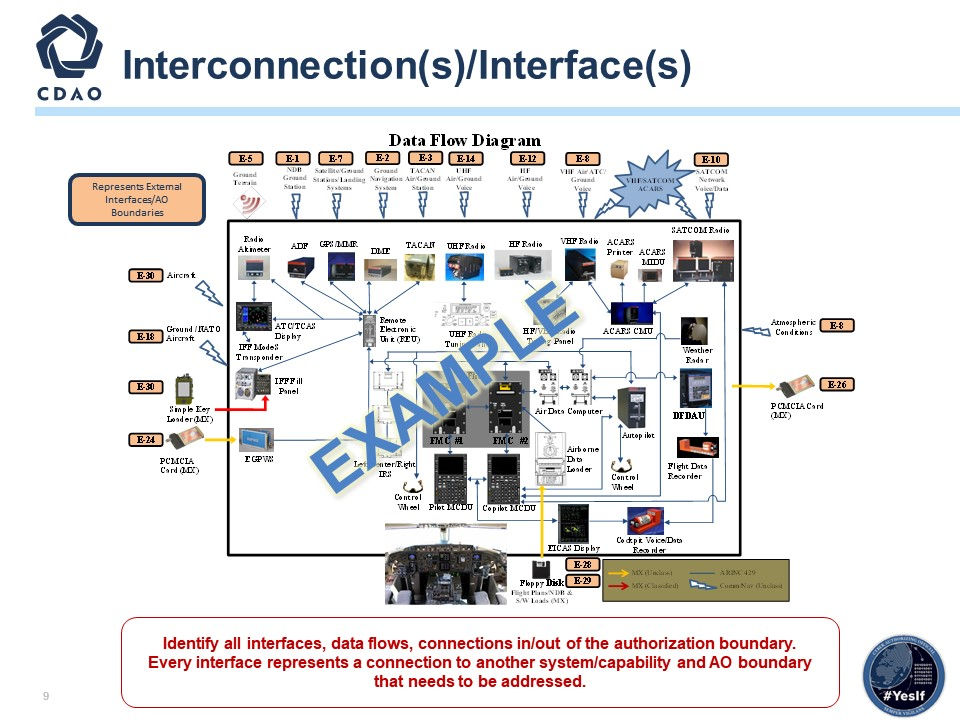 CDAO
Interconnection(s)/Interface(s)
Data Flow Diagram
Represents External
Interfaces/AO
Boundaries
E-5
Ground
Terrain
E-1
NDB
Ground
Station
E-7
Satellite/Ground
Stations/Landing
Systems
E-2
Ground
Navigation
System
E-3
TACAN
Air/Ground
Station
E-14
UHF
Air/Ground
Voice
E-12
HF
Air/Ground
Voice
E-8
VHF Air ATC/
Ground
Voice
VHF/SATCOM
ACARS
E-10
SATCOM
Network
Voice/Data
Radio
Altimeter
ADF
GPS/MMR
DME
TACAN
UHF Radio
HF Radio
VHF Radio
ACARS
Printer
ACARS
MIDU
SATCOM Radio
E-30
Aircraft
E-18
Ground /NATO
Aircraft
E-30
Simple Key
Loader (MX)
E-24
PCMCIA
Card (MX)
ATC/TCAS
Display
IFF Mode S
Transponder
IFF Fill
Panel
EGPWS
Remote
Electronic
Unit (REU)
UHF Radio
ACARS CMU
Weather
Radar
Atmospheric
Conditions
E-8
E-26
PCMCIA Card
(MX)
DFDAU
Air Data Computer
Autopilot
FMC #1
FMC #2
IRS
Airborne
Data
Loader
Control
Wheel
Flight Data
Recorder
Control
Wheel
Pilot MCDU
Copilot MCDU
EICAS Display
Cockpit Voice/Data
Recorder
EXAMPLE
Floppy Disk
Flight Plans/NDB &
S/W Loads (MX)
E-28
E-29
MX (Unclass)
MX (Classified)
ARINC 429
Comm/Nav (Unclass)
Identify all interfaces, data flows, connections in/out of the authorization boundary.
Every interface represents a connection to another system/capability and AO boundary
that needs to be addressed.
9
#YesIf